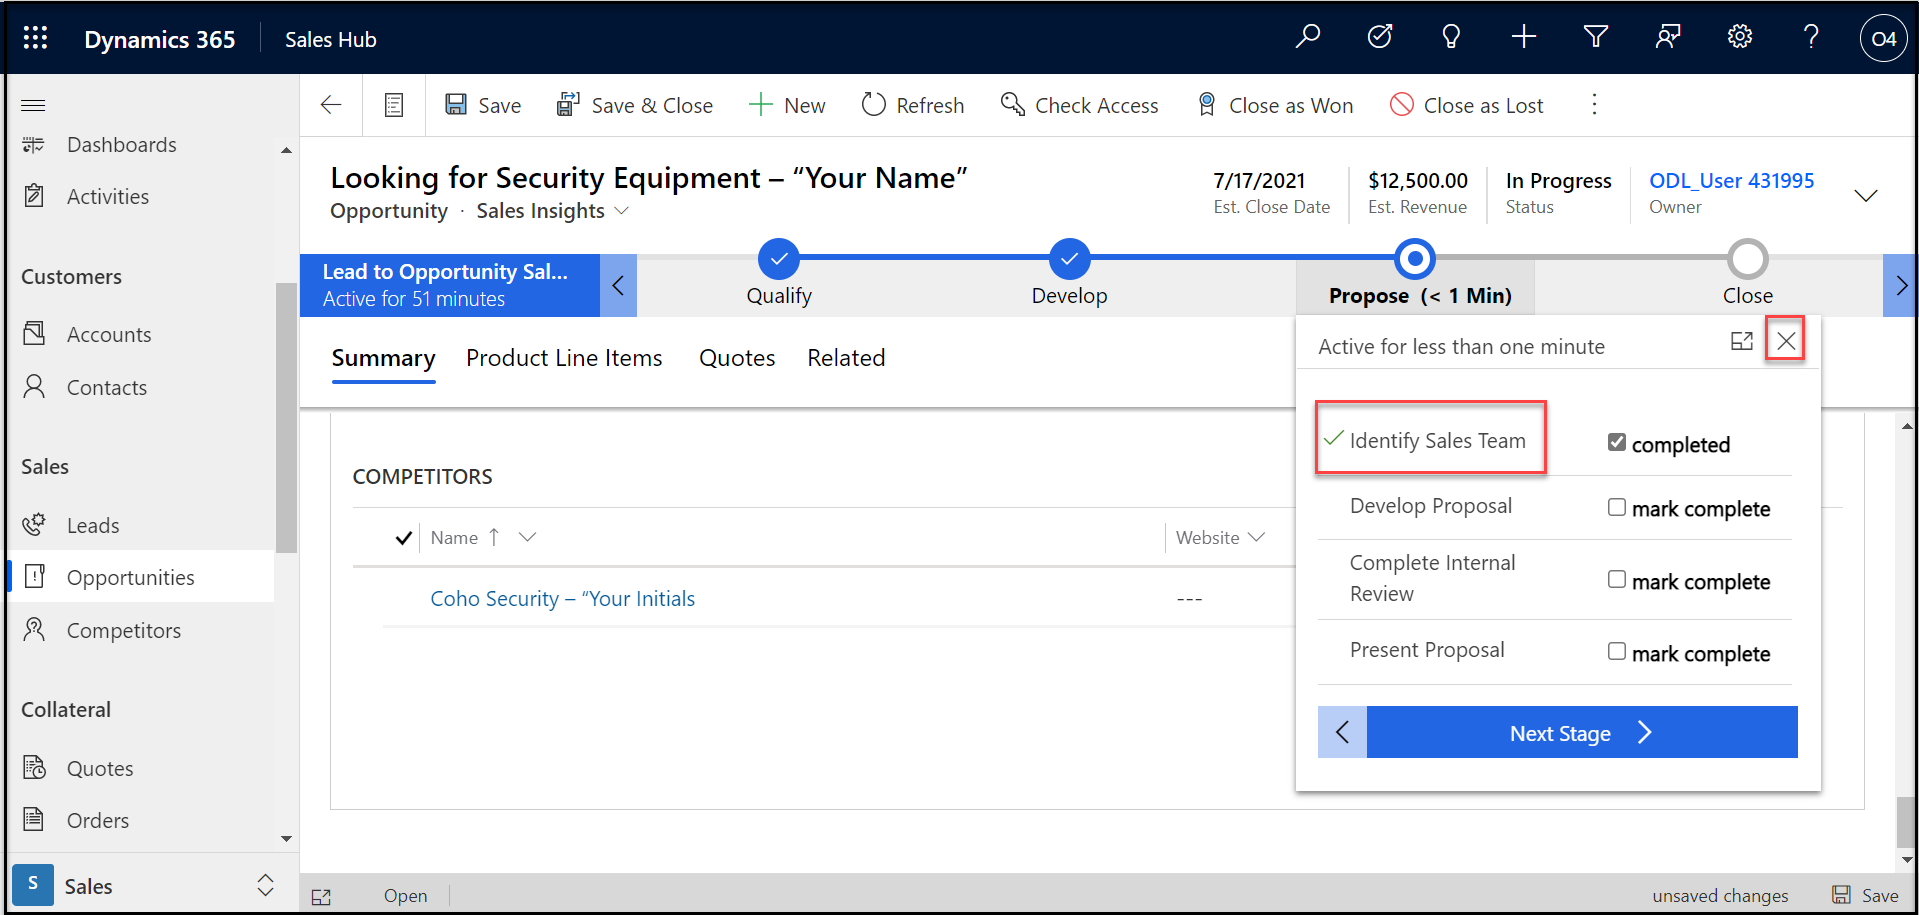 Dynamics 365
Sales Hub
O4
Save
Save & Close
New
Refresh
Check Access
Close as Won
Close as Lost
Dashboards
Activities
Customers
Accounts
Contacts
Sales
Leads
Opportunities
Competitors
Collateral
Quotes
Orders
S
Sales
Looking for Security Equipment – “Your Name”
Opportunity · Sales Insights
7/17/2021
Est. Close Date
$12,500.00
Est. Revenue
In Progress
Status
ODL_User 431995
Owner
Lead to Opportunity Sal...
Active for 51 minutes
Qualify
Develop
Propose (< 1 Min)
Close
Summary
Product Line Items
Quotes
Related
Active for less than one minute
Identify Sales Team
completed
Develop Proposal
mark complete
Complete Internal
Review
mark complete
Present Proposal
mark complete
Next Stage
COMPETITORS
Name
Website
Coho Security – “Your Initials
---
Open
unsaved changes
Save